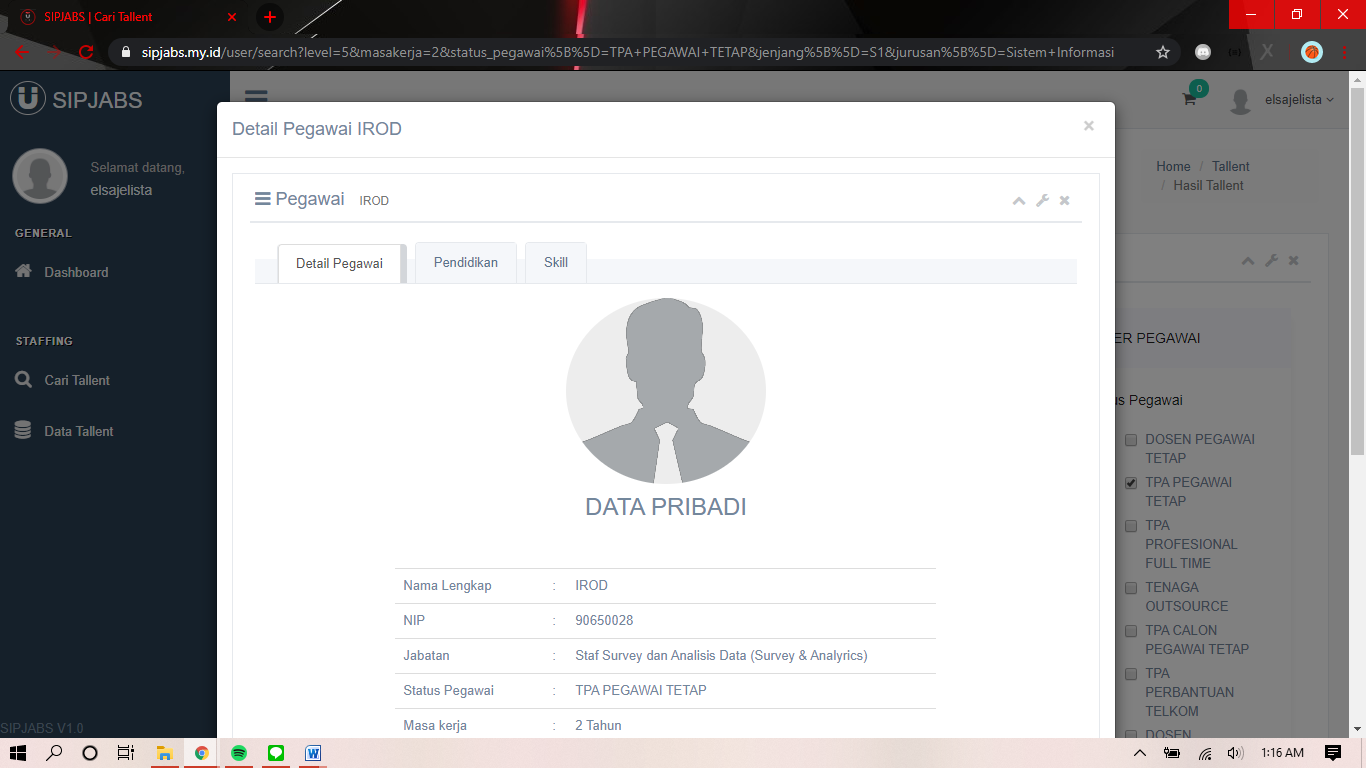 SIPJABS | Cari Tallent
sipjabs.my.id/user/search?level=5&masakerja=2&status_pegawai%5B%5D=TPA+PEGAWAI+TETAP&jenjang%5B%5D=S1&jurusan%5B%5D=Sistem+Informasi
SIPJABS
0
elsajelista
Selamat datang,
elsajelista
GENERAL
Dashboard
STAFFING
Cari Tallent
Data Tallent
SIPJABS V1.0
Detail Pegawai IROD
×
Pegawai IROD
Detail Pegawai Pendidikan Skill
DATA PRIBADI
Nama Lengkap : IROD
NIP : 90650028
Jabatan : Staf Survey dan Analisis Data (Survey & Analyrics)
Status Pegawai : TPA PEGAWAI TETAP
Masa kerja : 2 Tahun
Home / Tallent
/ Hasil Tallent
ER PEGAWAI
us Pegawai
DOSEN PEGAWAI
TETAP
TPA PEGAWAI
TETAP
TPA
PROFESIONAL
FULL TIME
TENAGA
OUTSOURCE
TPA CALON
PEGAWAI TETAP
TPA
PERBANTUAN
TELKOM
DOSEN
1:16 AM